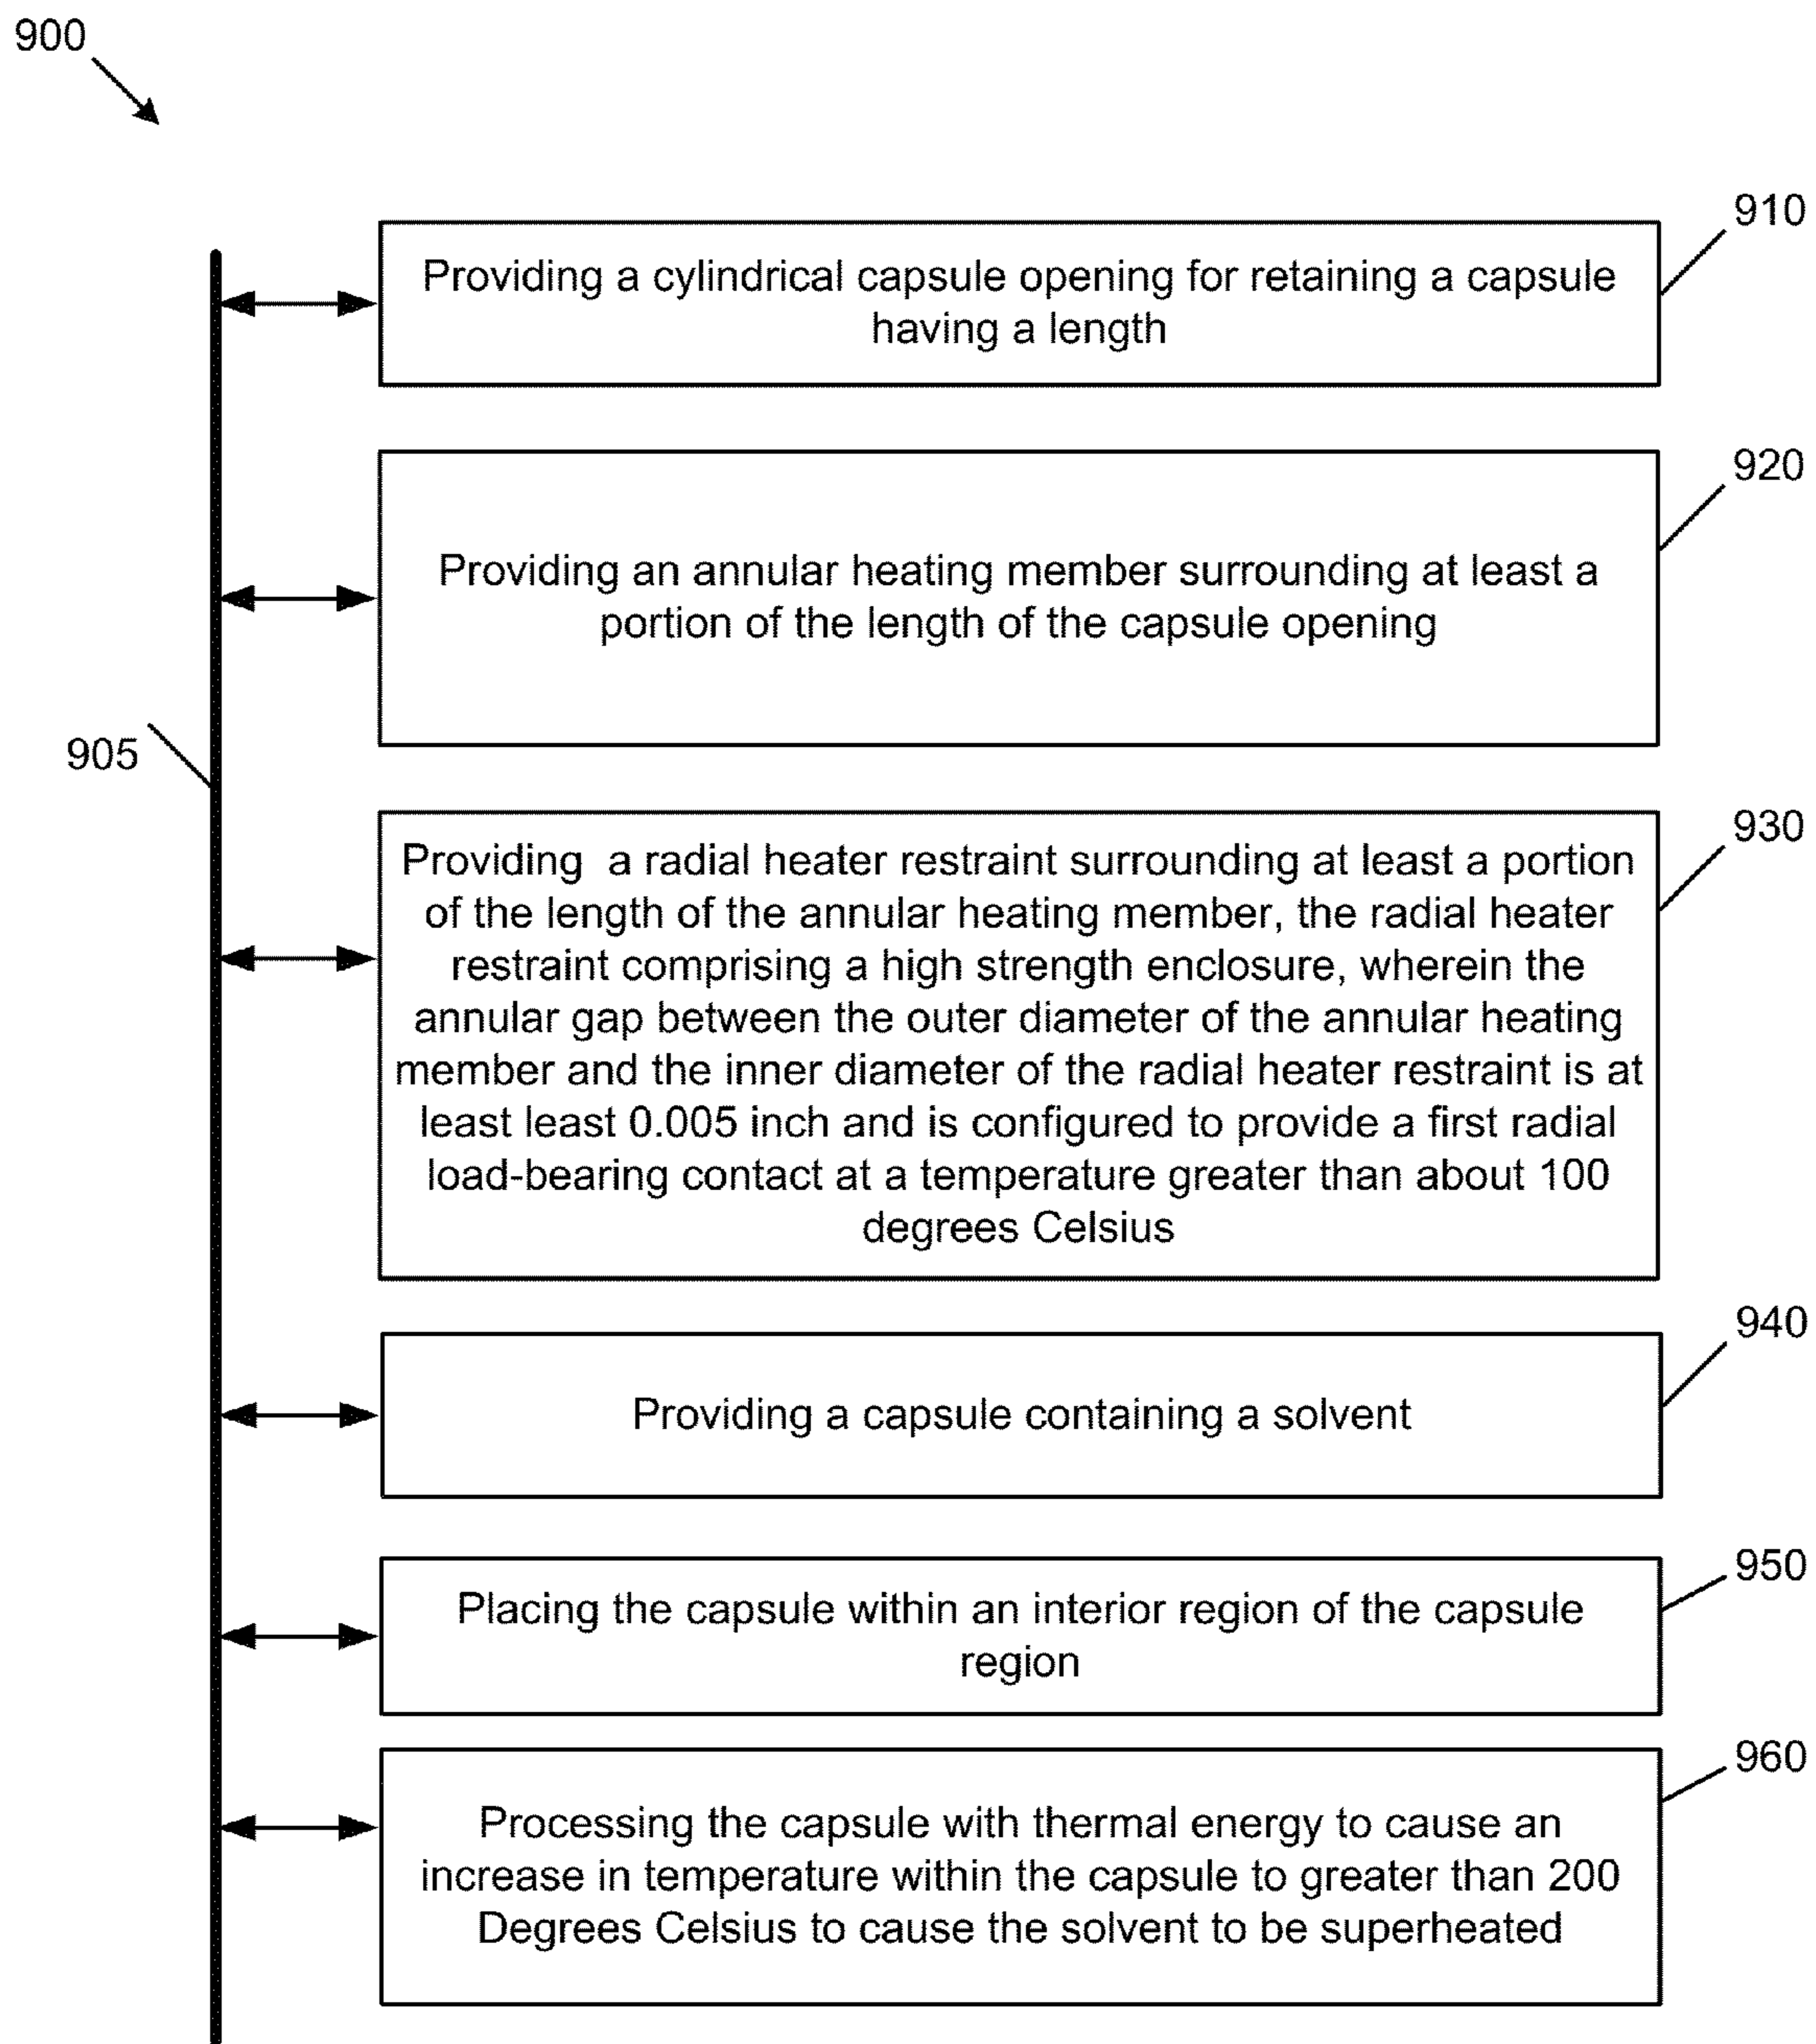 900
910
Providing a cylindrical capsule opening for retaining a capsule
having a length
920
Providing an annular heating member surrounding at least a
portion of the length of the capsule opening
905
930
Providing a radial heater restraint surrounding at least a portion
of the length of the annular heating member, the radial heater
restraint comprising a high strength enclosure, wherein the
annular gap between the outer diameter of the annular heating
member and the inner diameter of the radial heater restraint is at
least least 0.005 inch and is configured to provide a first radial
load-bearing contact at a temperature greater than about 100
degrees Celsius
940
Providing a capsule containing a solvent
950
Placing the capsule within an interior region of the capsule
region
960
Processing the capsule with thermal energy to cause an
increase in temperature within the capsule to greater than 200
Degrees Celsius to cause the solvent to be superheated